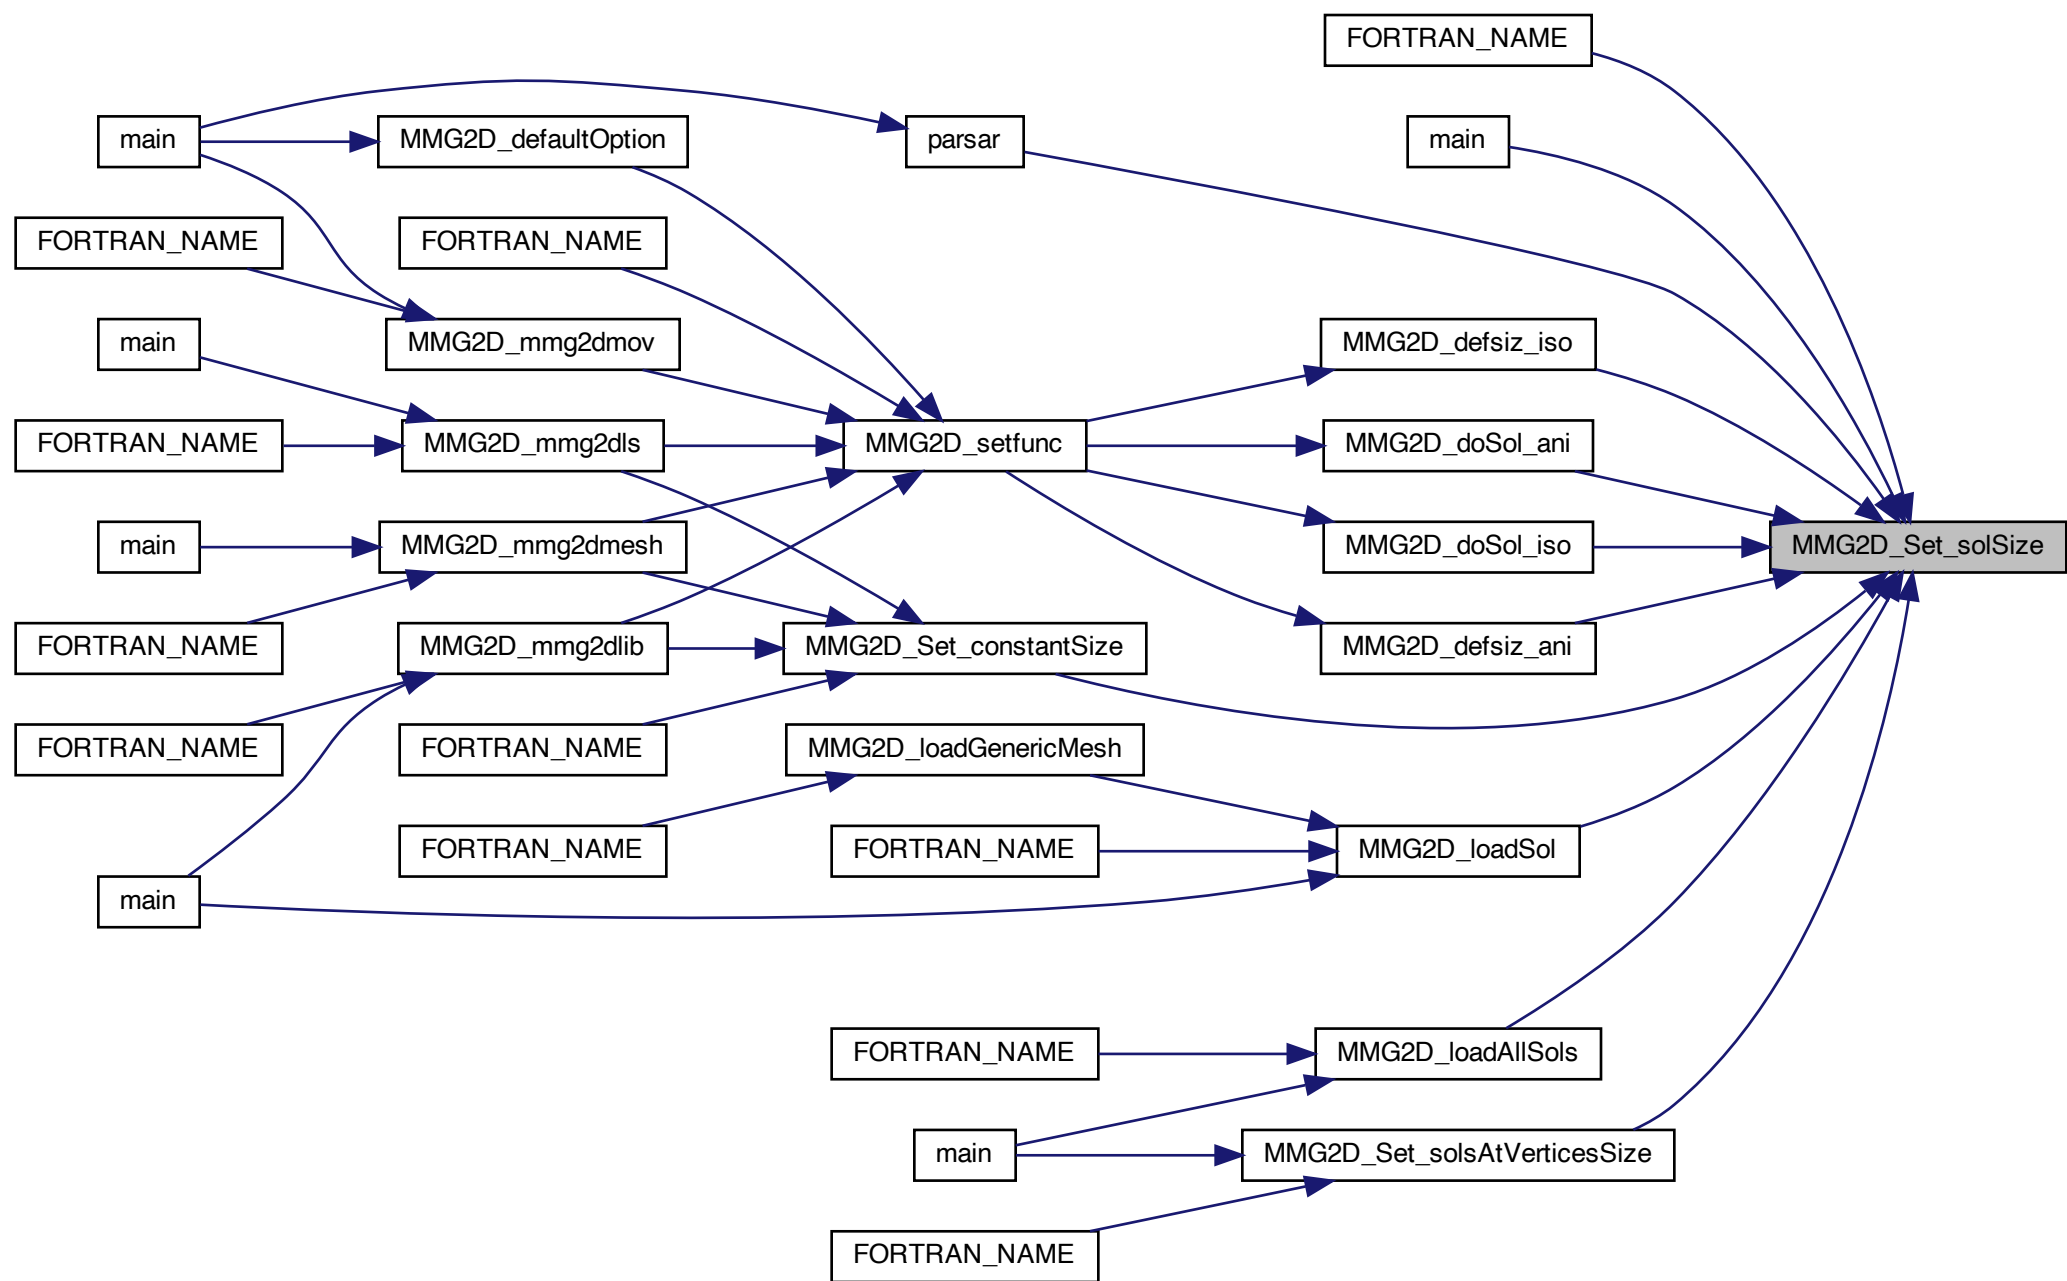 FORTRAN_NAME
main
MMG2D_defaultOption
parsar
main
FORTRAN_NAME
FORTRAN_NAME
main
MMG2D_mmg2dmov
MMG2D_defsiz_iso
FORTRAN_NAME
MMG2D_mmg2dls
MMG2D_setfunc
MMG2D_doSol_ani
main
MMG2D_mmg2dmesh
MMG2D_doSol_iso
MMG2D_Set_solSize
FORTRAN_NAME
MMG2D_mmg2dlib
MMG2D_Set_constantSize
MMG2D_defsiz_ani
FORTRAN_NAME
FORTRAN_NAME
MMG2D_loadGenericMesh
FORTRAN_NAME
FORTRAN_NAME
MMG2D_loadSol
main
FORTRAN_NAME
MMG2D_loadAllSols
main
MMG2D_Set_solsAtVerticesSize
FORTRAN_NAME